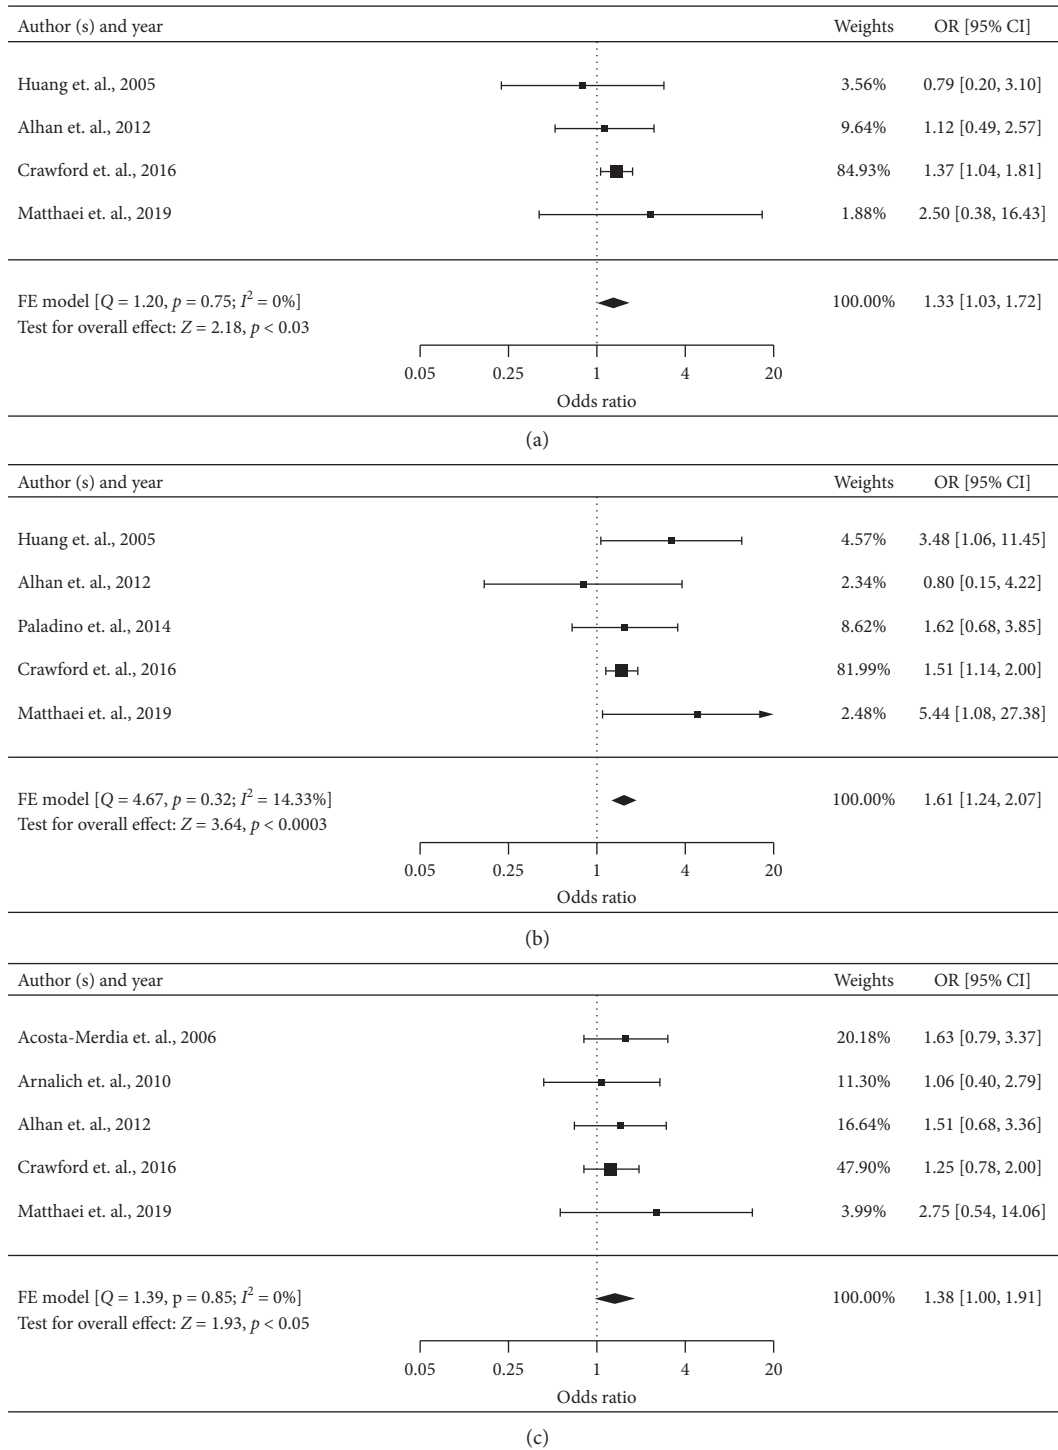 Author (s) and year Weights OR [95% CI]
Huang et. al., 2005 3.56% 0.79 [0.20, 3.10]
Alhan et. al., 2012 9.64% 1.12 [0.49, 2.57]
Crawford et. al., 2016 84.93% 1.37 [1.04, 1.81]
Matthaei et. al., 2019 1.88% 2.50 [0.38, 16.43]
FE model [Q = 1.20, p = 0.75; I² = 0%] 100.00% 1.33 [1.03, 1.72]
Test for overall effect: Z = 2.18, p < 0.03
0.05 0.25 1 4 20
Odds ratio
(a)
Author (s) and year Weights OR [95% CI]
Huang et. al., 2005 4.57% 3.48 [1.06, 11.45]
Alhan et. al., 2012 2.34% 0.80 [0.15, 4.22]
Paladino et. al., 2014 8.62% 1.62 [0.68, 3.85]
Crawford et. al., 2016 81.99% 1.51 [1.14, 2.00]
Matthaei et. al., 2019 2.48% 5.44 [1.08, 27.38]
FE model [Q = 4.67, p = 0.32; I² = 14.33%] 100.00% 1.61 [1.24, 2.07]
Test for overall effect: Z = 3.64, p < 0.0003
0.05 0.25 1 4 20
Odds ratio
(b)
Author (s) and year Weights OR [95% CI]
Acosta-Merdia et. al., 2006 20.18% 1.63 [0.79, 3.37]
Arnalich et. al., 2010 11.30% 1.06 [0.40, 2.79]
Alhan et. al., 2012 16.64% 1.51 [0.68, 3.36]
Crawford et. al., 2016 47.90% 1.25 [0.78, 2.00]
Matthaei et. al., 2019 3.99% 2.75 [0.54, 14.06]
FE model [Q = 1.39, p = 0.85; I² = 0%] 100.00% 1.38 [1.00, 1.91]
Test for overall effect: Z = 1.93, p < 0.05
0.05 0.25 1 4 20
Odds ratio
(c)